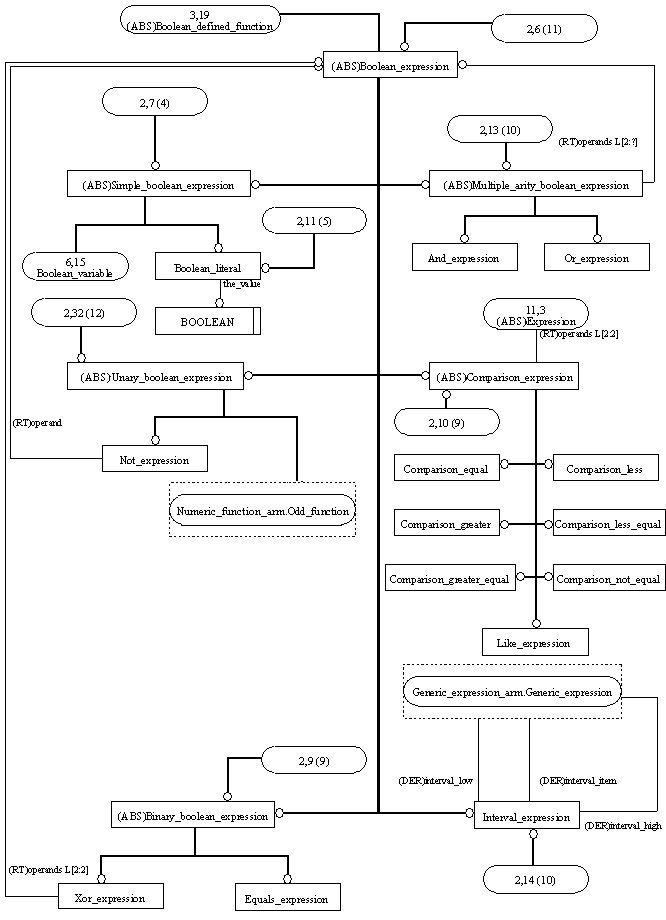 3,19
(ABS)Boolean_defined_function
2,6 (11)
(ABS)Boolean_expression
2,7 (4)
2,13 (10)
(RT)operands L[2:?]
(ABS)Simple_boolean_expression
(ABS)Multiple_arity_boolean_expression
2,11 (5)
6,15
Boolean_variable
Boolean_literal
And_expression
Or_expression
the_value
BOOLEAN
2,32 (12)
11,3
(ABS)Expression
(RT)operands L[2:2]
(ABS)Unary_boolean_expression
(ABS)Comparison_expression
2,10 (9)
(RT)operand
Not_expression
Comparison_equal
Comparison_less
Numeric_function_arm.Odd_function
Comparison_greater
Comparison_less_equal
Comparison_greater_equal
Comparison_not_equal
Like_expression
Generic_expression_arm.Generic_expression
2,9 (9)
(DER)interval_low
(DER)interval_item
(ABS)Binary_boolean_expression
Interval_expression
(DER)interval_high
(RT)operands L[2:2]
2,14 (10)
Xor_expression
Equals_expression